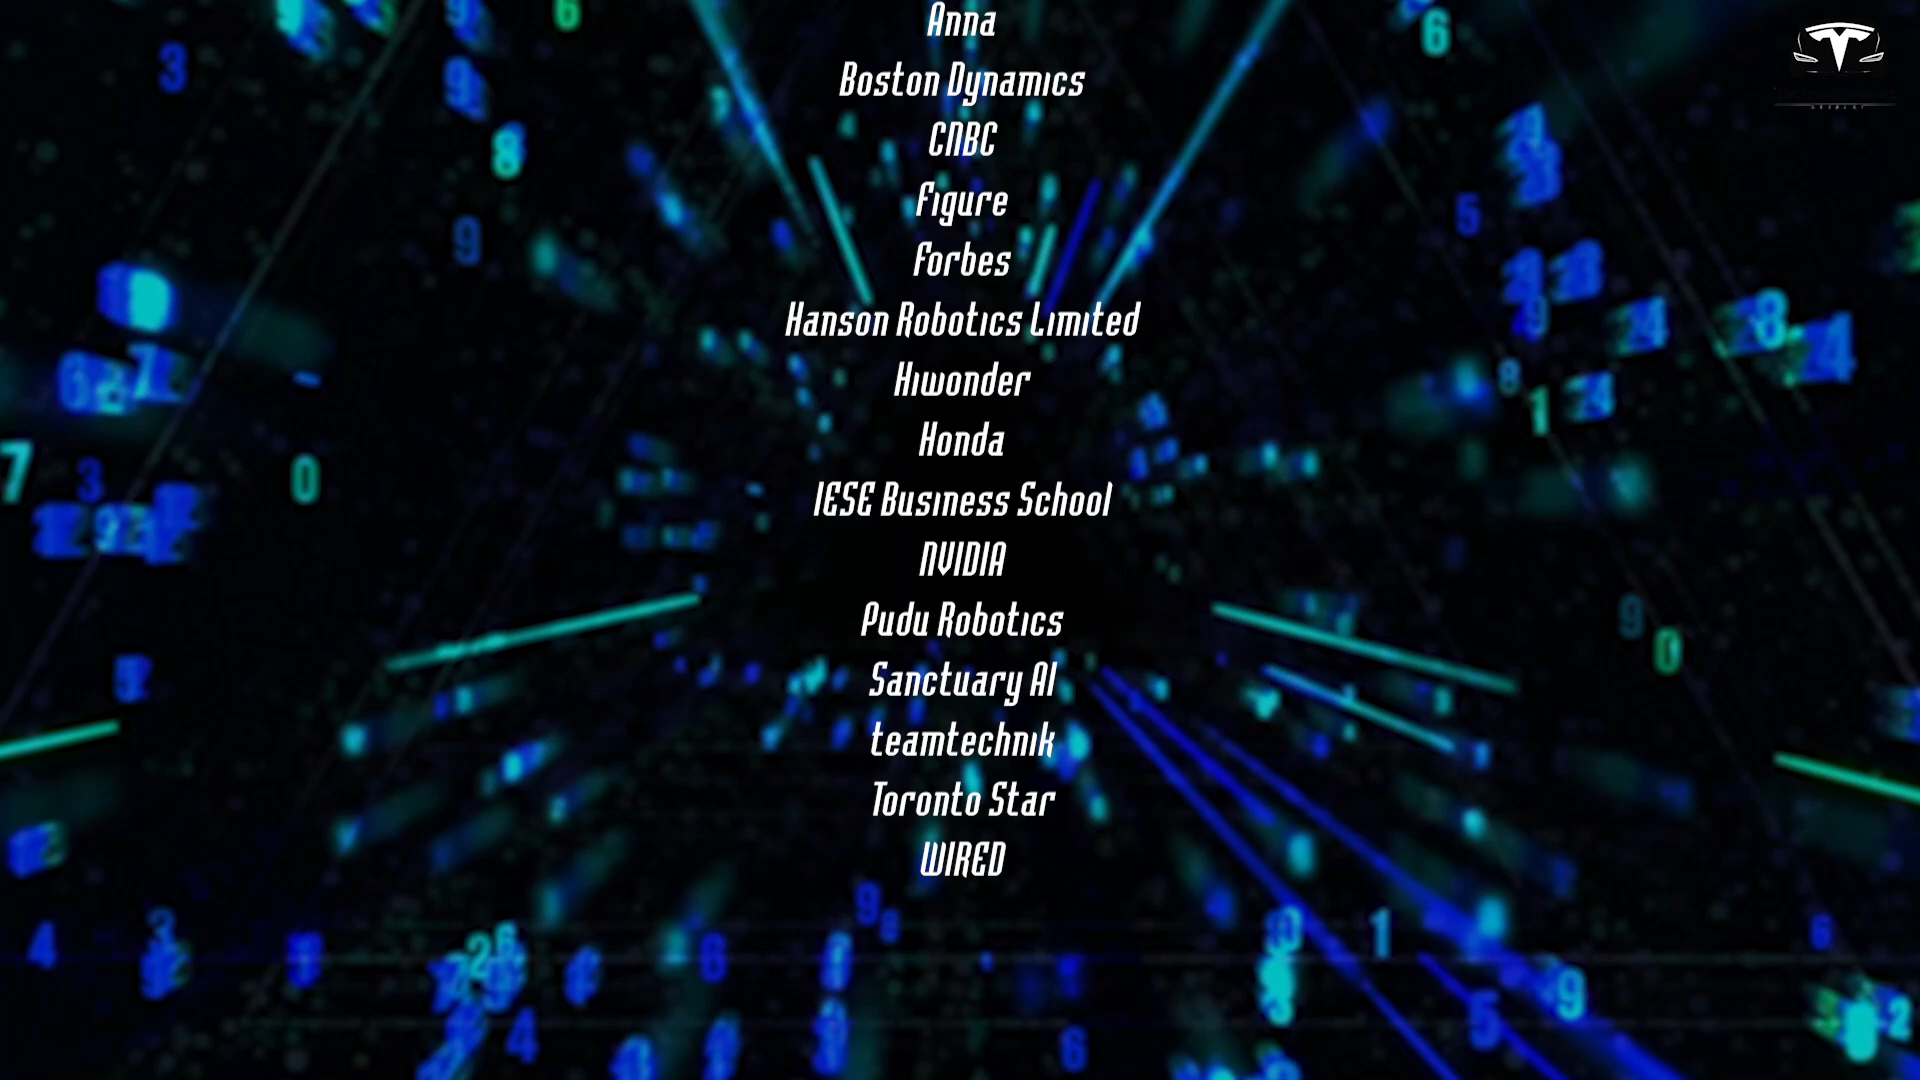 Anna
Boston Dynamics
CNBC
Figure
Forbes
Hanson Robotics Limited
Hiwonder
Honda
IESE Business School
NVIDIA
Pudu Robotics
Sanctuary AI
teamtechnik
Toronto Star
WIRED